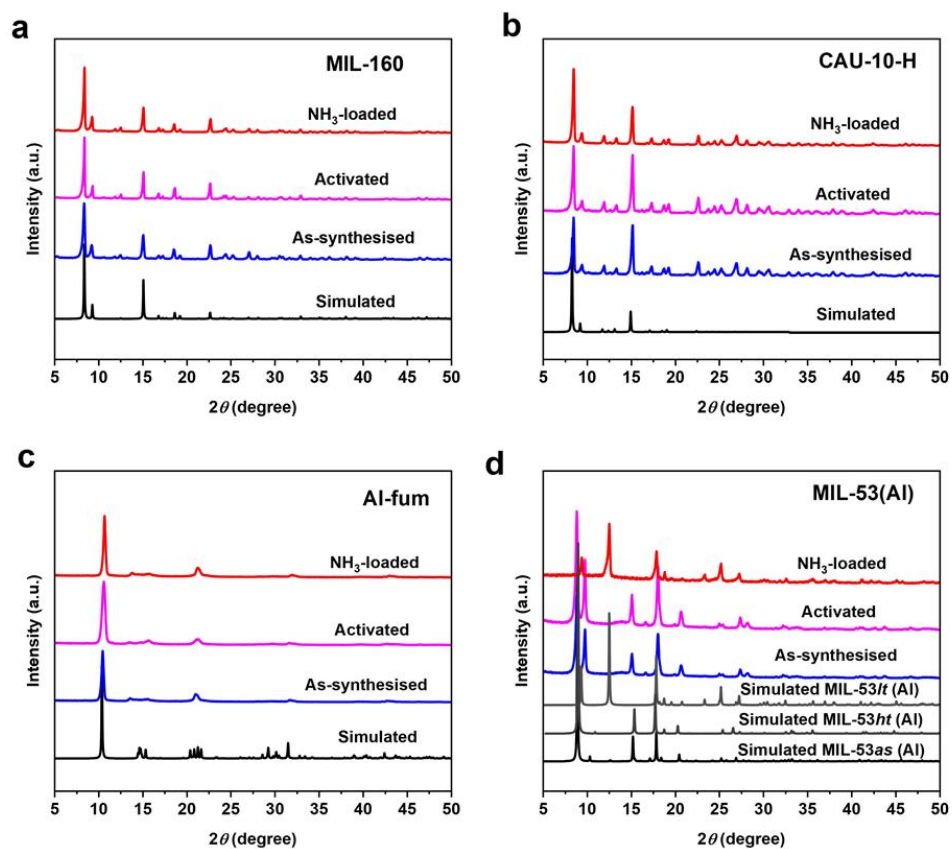 a
MIL-160
NH₃-loaded
Activated
As-synthesised
Simulated
Intensity (a.u.)
5 10 15 20 25 30 35 40 45 50
2θ (degree)
b
CAU-10-H
NH₃-loaded
Activated
As-synthesised
Simulated
Intensity (a.u.)
5 10 15 20 25 30 35 40 45 50
2θ (degree)
c
Al-fum
NH₃-loaded
Activated
As-synthesised
Simulated
Intensity (a.u.)
5 10 15 20 25 30 35 40 45 50
2θ (degree)
d
MIL-53(Al)
NH₃-loaded
Activated
As-synthesised
Simulated MIL-53lt (Al)
Simulated MIL-53ht (Al)
Simulated MIL-53as (Al)
Intensity (a.u.)
5 10 15 20 25 30 35 40 45 50
2θ (degree)